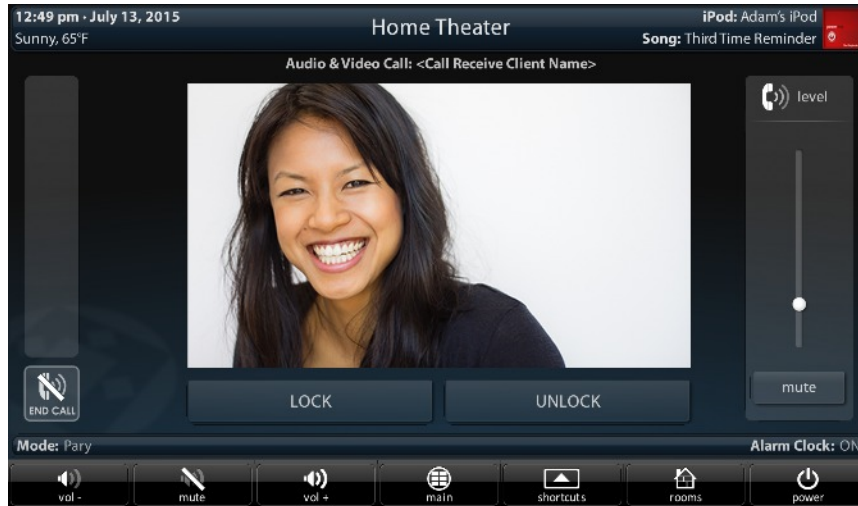 12:49 pm · July 13, 2015
Sunny, 65°F
Home Theater
iPod: Adam's iPod
Song: Third Time Reminder
Audio & Video Call: <Call Receive Client Name>
level
END CALL
LOCK
UNLOCK
mute
Mode: Pary
Alarm Clock: ON
vol -
mute
vol +
main
shortcuts
rooms
power